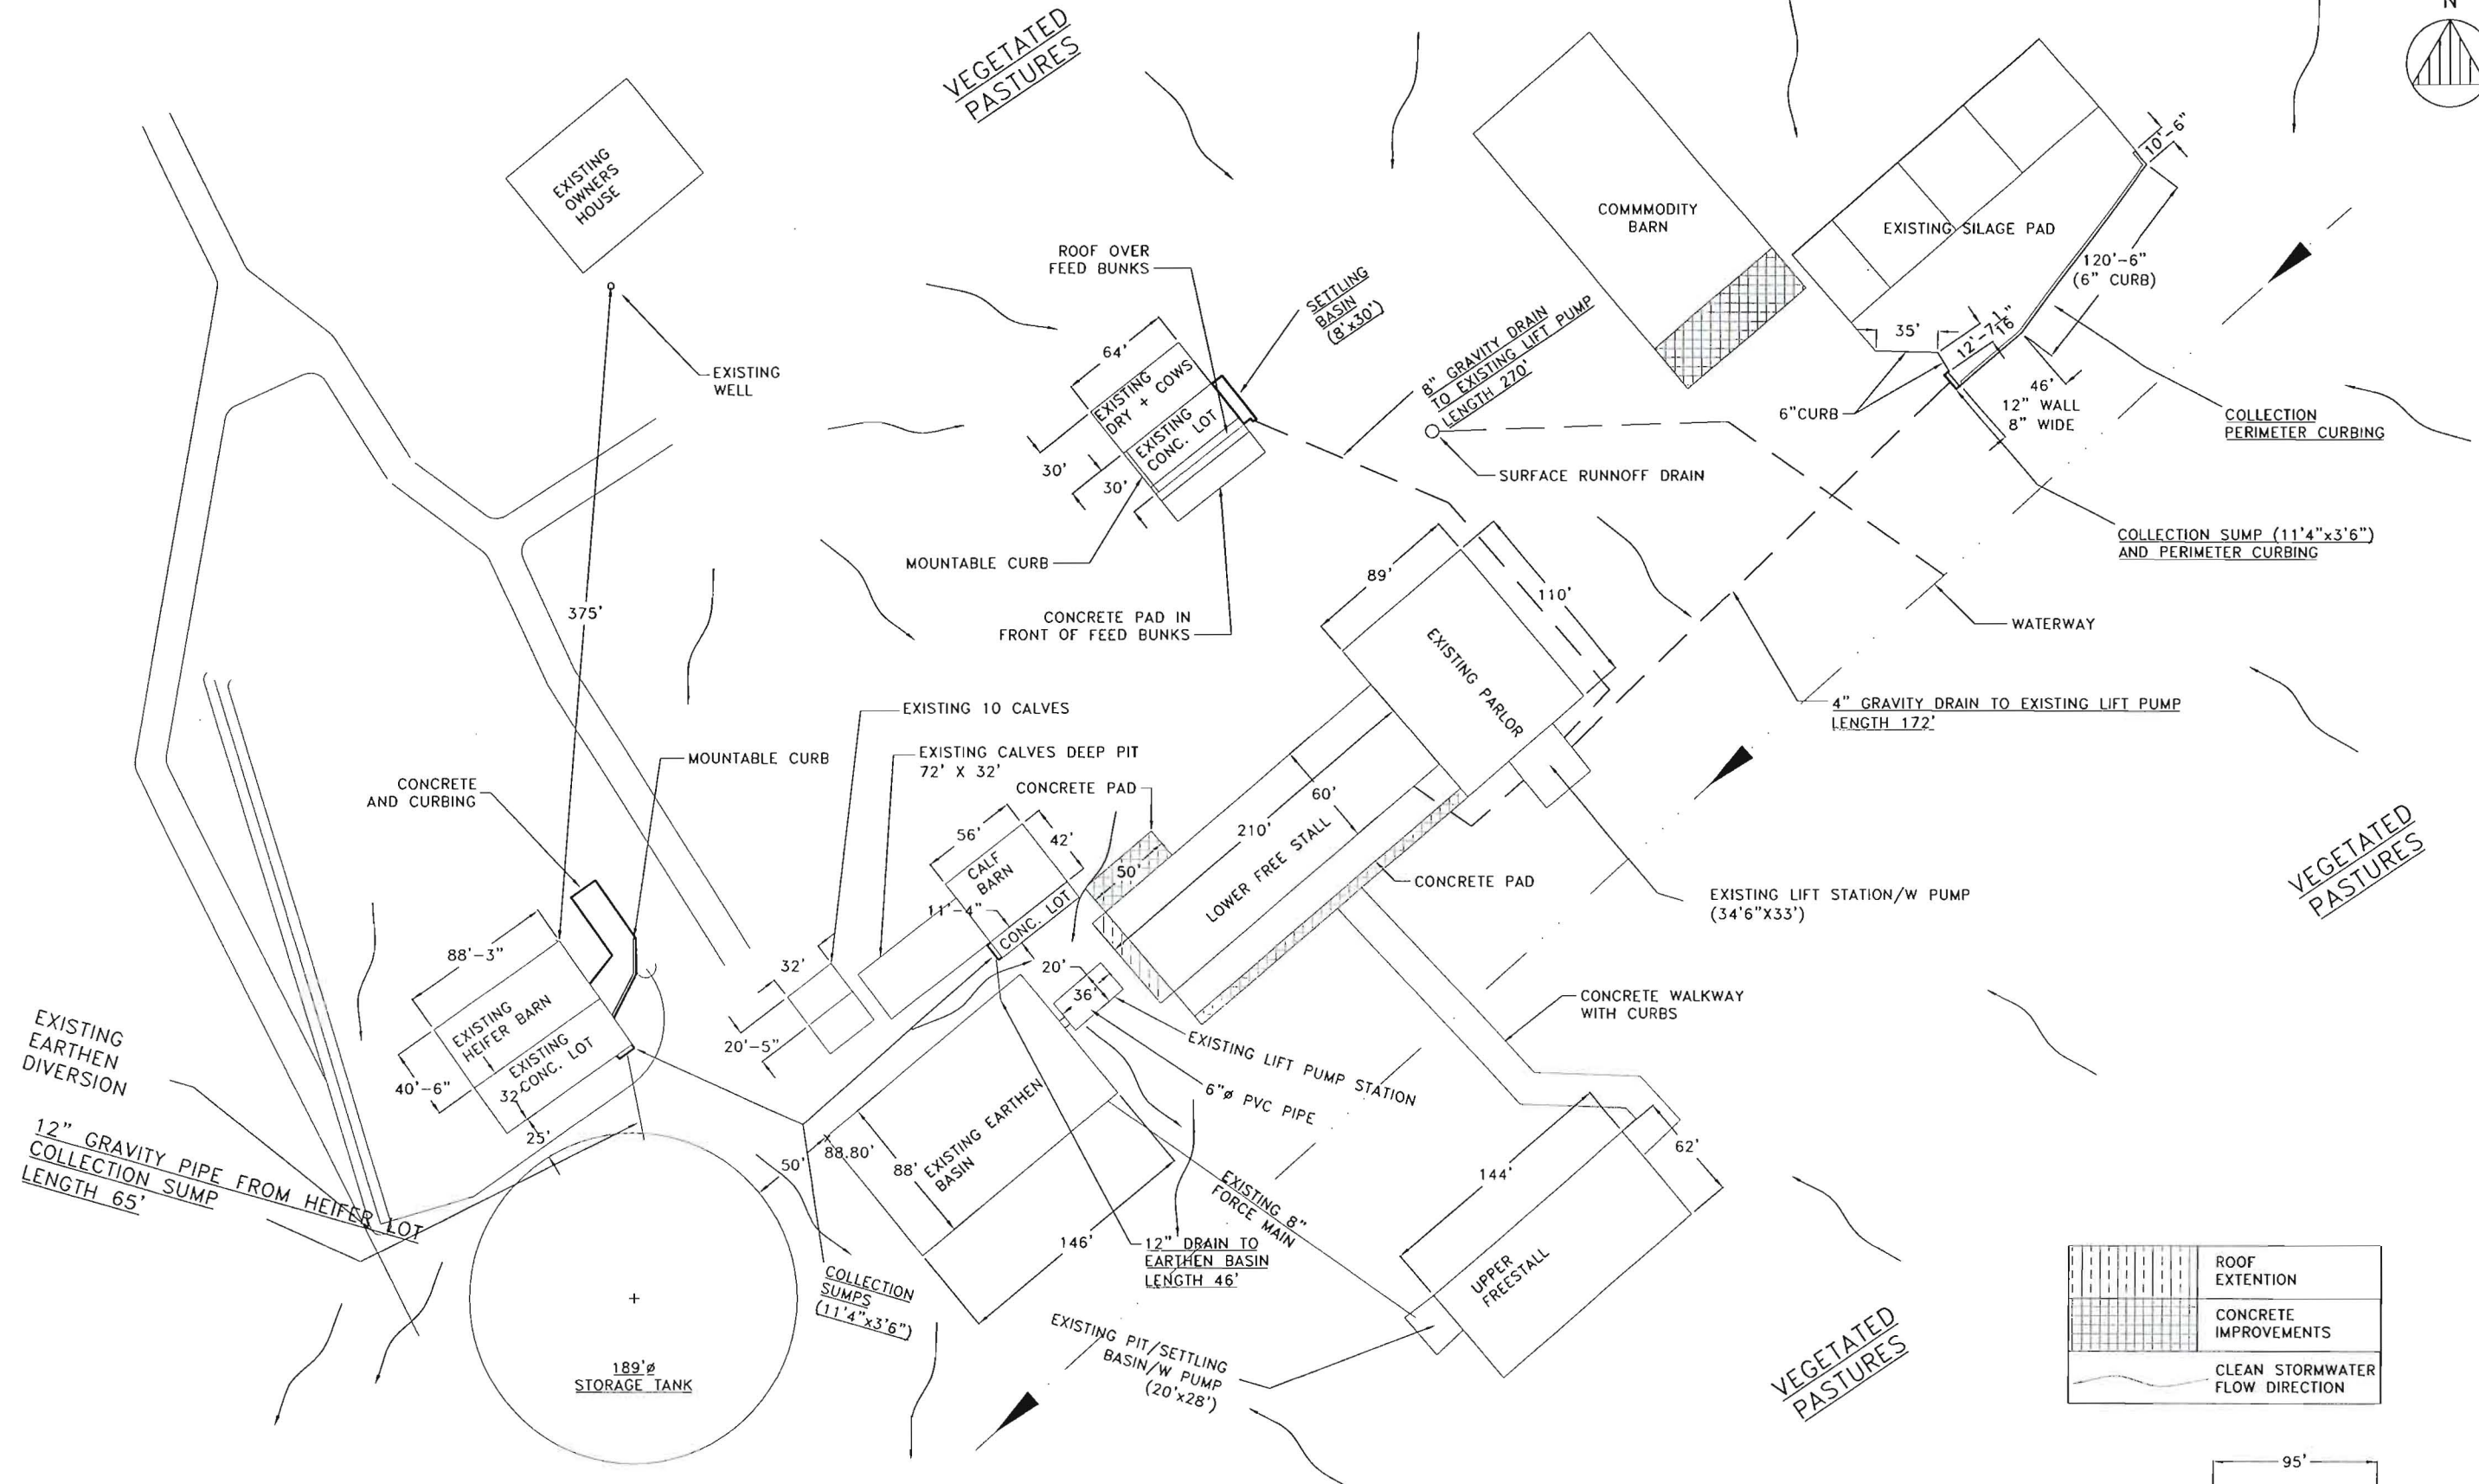 VEGETATED
PASTURES
N
EXISTING
OWNERS
HOUSE
EXISTING
WELL
375'
ROOF OVER
FEED BUNKS
SETTLING
BASIN
(8'x30')
64'
EXISTING
DRY + COWS
EXISTING
CONC. LOT
30'
30'
MOUNTABLE CURB
CONCRETE PAD IN
FRONT OF FEED BUNKS
8" GRAVITY DRAIN
TO EXISTING LIFT PUMP
LENGTH 270'
SURFACE RUNNOFF DRAIN
COMMMODITY
BARN
EXISTING SILAGE PAD
10'-6"
120'-6"
(6" CURB)
35'
12'-7 1/16"
46'
12" WALL
8" WIDE
6"CURB
COLLECTION
PERIMETER CURBING
COLLECTION SUMP (11'4"x3'6")
AND PERIMETER CURBING
WATERWAY
4" GRAVITY DRAIN TO EXISTING LIFT PUMP
LENGTH 172'
89'
110'
EXISTING PARLOR
EXISTING 10 CALVES
EXISTING CALVES DEEP PIT
72' X 32'
CONCRETE PAD
MOUNTABLE CURB
CONCRETE
AND CURBING
56'
42'
CALF
BARN
11'-4"
CONC. LOT
50'
60'
210'
LOWER FREE STALL
CONCRETE PAD
EXISTING LIFT STATION/W PUMP
(34'6"X33')
VEGETATED
PASTURES
88'-3"
EXISTING
HEIFER BARN
EXISTING
CONC. LOT
40'-6"
32'
25'
32'
20'-5"
20'
36'
EXISTING LIFT PUMP STATION
6"ø PVC PIPE
CONCRETE WALKWAY
WITH CURBS
EXISTING
EARTHEN
DIVERSION
12" GRAVITY PIPE FROM HEIFER LOT
COLLECTION SUMP
LENGTH 65'
50'
88.80'
88'
EXISTING EARTHEN
BASIN
146'
12" DRAIN TO
EARTHEN BASIN
LENGTH 46'
EXISTING 8"
FORCE MAIN
COLLECTION
SUMPS
(11'4"x3'6")
144'
62'
UPPER
FREESTALL
EXISTING PIT/SETTLING
BASIN/W PUMP
(20'x28')
189'ø
STORAGE TANK
VEGETATED
PASTURES
ROOF
EXTENTION
CONCRETE
IMPROVEMENTS
CLEAN STORMWATER
FLOW DIRECTION
95'